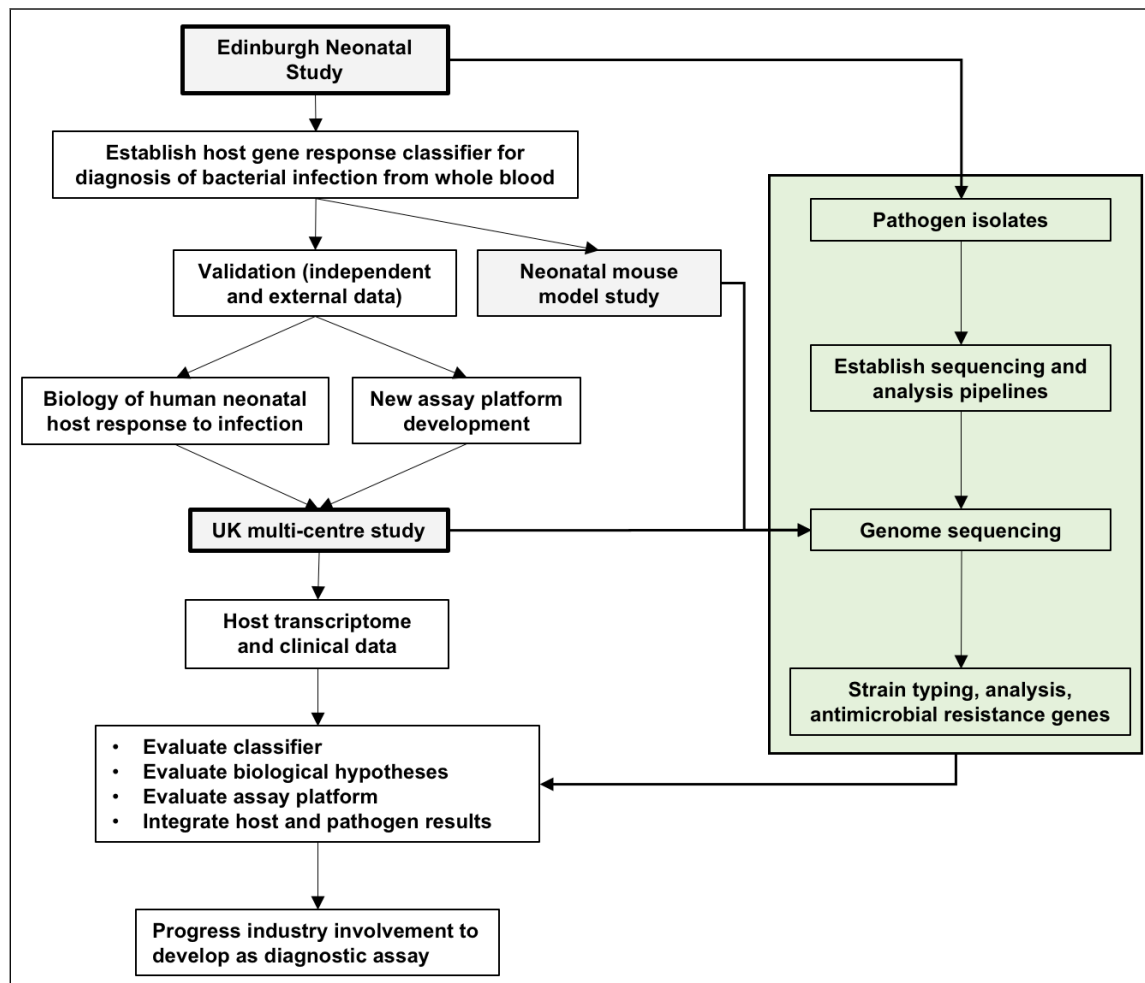 Edinburgh Neonatal
Study
Establish host gene response classifier for
diagnosis of bacterial infection from whole blood
Validation (independent
and external data)
Neonatal mouse
model study
Biology of human neonatal
host response to infection
New assay platform
development
UK multi-centre study
Host transcriptome
and clinical data
• Evaluate classifier
• Evaluate biological hypotheses
• Evaluate assay platform
• Integrate host and pathogen results
Progress industry involvement to
develop as diagnostic assay
Pathogen isolates
Establish sequencing and
analysis pipelines
Genome sequencing
Strain typing, analysis,
antimicrobial resistance genes